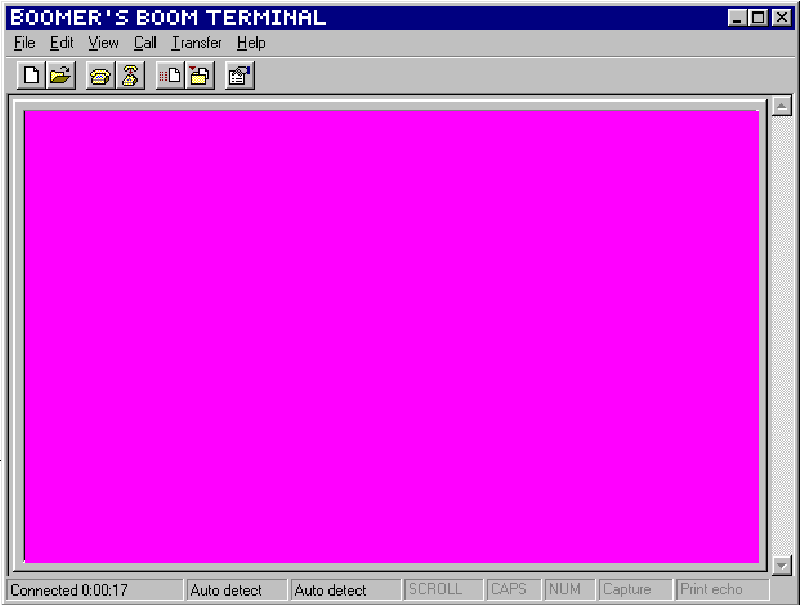 BOOMER'S BOOM TERMINAL
File Edit View Call Transfer Help
Connected 0:00:17 Auto detect Auto detect SCROLL CAPS NUM Capture Print echo